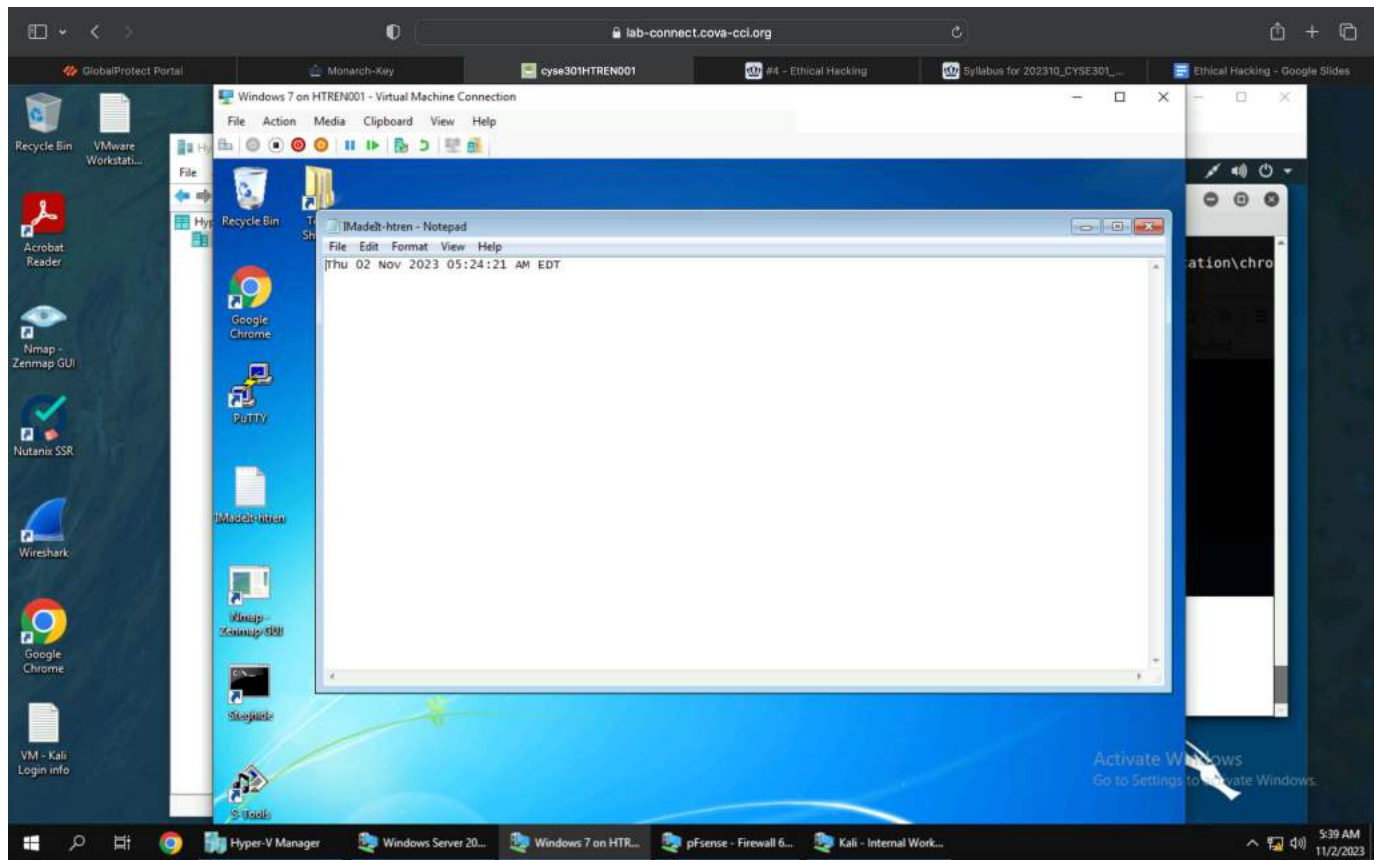 lab-connect.cova-cci.org
GlobalProtect Portal
Monarch-Key
cyse301HTREN001
#4 – Ethical Hacking
Syllabus for 202310_CYSE301_...
Ethical Hacking - Google Slides
Windows 7 on HTREN001 - Virtual Machine Connection
File Action Media Clipboard View Help
Recycle Bin
VMware Workstati...
File
Recycle Bin
IMadeIt-htren - Notepad
File Edit Format View Help
Thu 02 Nov 2023 05:24:21 AM EDT
Acrobat
Reader
ation\chro
Google
Chrome
Nmap -
Zenmap GUI
PuTTY
Nutanix SSR
IMadeIt-htren
Wireshark
Nmap -
Zenmap GUI
Google
Chrome
Steghide
VM - Kali
Login info
S-Tools
Activate Windows
Go to Settings to activate Windows.
Hyper-V Manager
Windows Server 20...
Windows 7 on HTR...
pfSense - Firewall 6...
Kali - Internal Work...
5:39 AM
11/2/2023